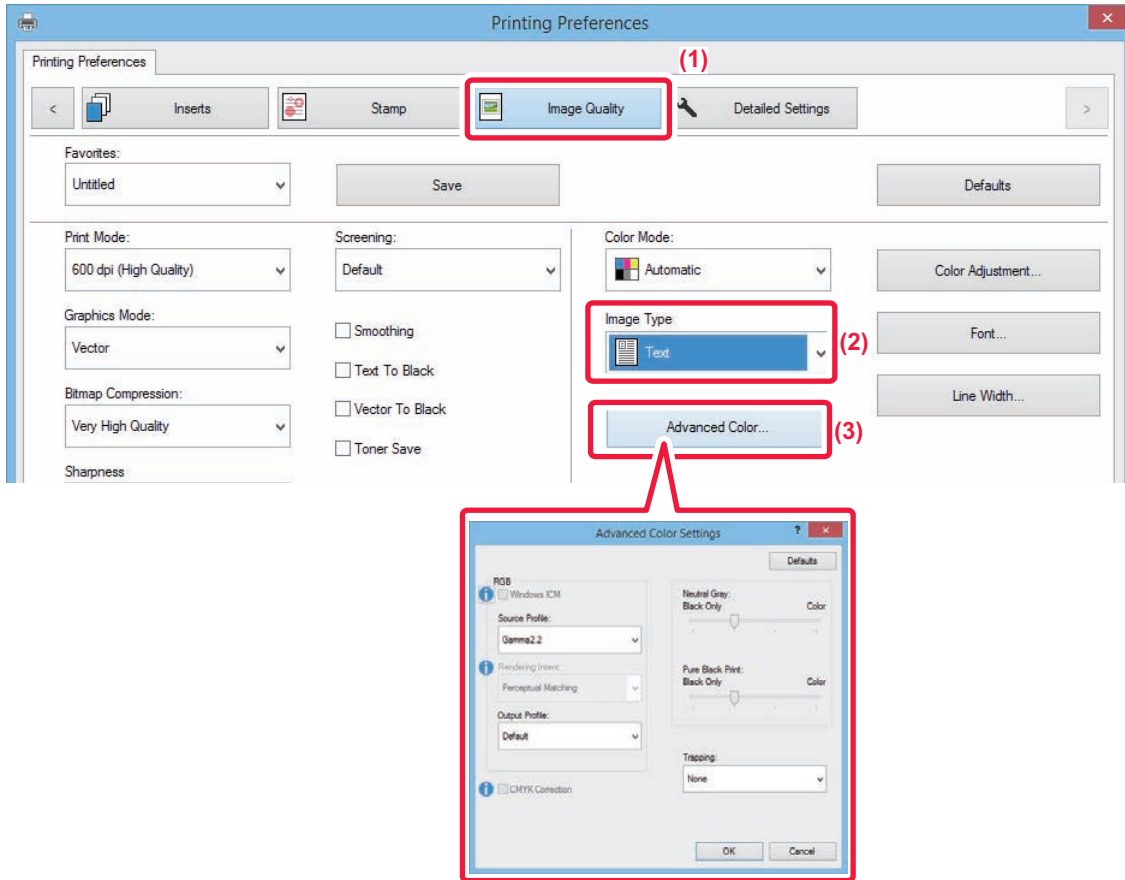 Printing Preferences
Printing Preferences
(1)
< Inserts Stamp Image Quality Detailed Settings >
Favorites:
Untitled Save Defaults
Print Mode: Screening: Color Mode:
600 dpi (High Quality) Default Automatic Color Adjustment...
Graphics Mode: Image Type
Smoothing Font...
Vector Text (2)
Text To Black
Bitmap Compression: Line Width...
Vector To Black
Very High Quality Advanced Color... (3)
Toner Save
Sharpness
Advanced Color Settings ?
Defaults
RGB
Windows ICM Neutral Gray:
Black Only Color
Source Profile:
Gamma2.2
Rendering Intent: Pure Black Print:
Perceptual Matching Black Only Color
Output Profile:
Default
Trapping:
None
CMYK Correction
OK Cancel